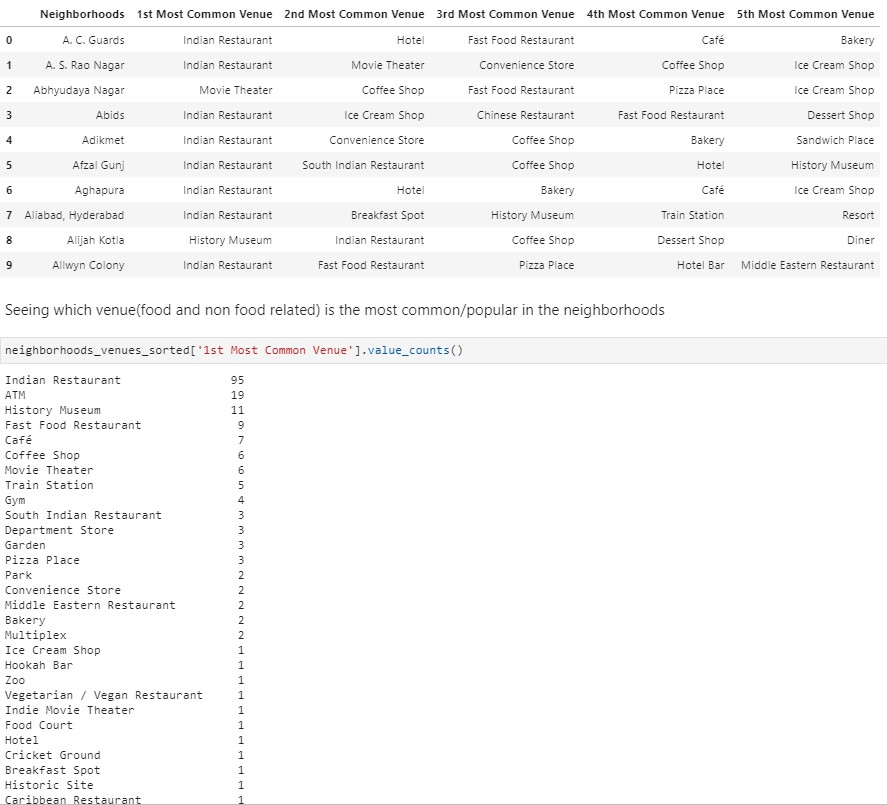 Neighborhoods 1st Most Common Venue 2nd Most Common Venue 3rd Most Common Venue 4th Most Common Venue 5th Most Common Venue
0 A. C. Guards Indian Restaurant Hotel Fast Food Restaurant Café Bakery
1 A. S. Rao Nagar Indian Restaurant Movie Theater Convenience Store Coffee Shop Ice Cream Shop
2 Abhyudaya Nagar Movie Theater Coffee Shop Fast Food Restaurant Pizza Place Ice Cream Shop
3 Abids Indian Restaurant Ice Cream Shop Chinese Restaurant Fast Food Restaurant Dessert Shop
4 Adikmet Indian Restaurant Convenience Store Coffee Shop Bakery Sandwich Place
5 Afzal Gunj Indian Restaurant South Indian Restaurant Coffee Shop Hotel History Museum
6 Aghapura Indian Restaurant Hotel Bakery Café Ice Cream Shop
7 Aliabad, Hyderabad Indian Restaurant Breakfast Spot History Museum Train Station Resort
8 Alijah Kotla History Museum Indian Restaurant Coffee Shop Dessert Shop Diner
9 Allwyn Colony Indian Restaurant Fast Food Restaurant Pizza Place Hotel Bar Middle Eastern Restaurant
Seeing which venue(food and non food related) is the most common/popular in the neighborhoods
neighborhoods_venues_sorted['1st Most Common Venue'].value_counts()
Indian Restaurant 95
ATM 19
History Museum 11
Fast Food Restaurant 9
Café 7
Coffee Shop 6
Movie Theater 6
Train Station 5
Gym 4
South Indian Restaurant 3
Department Store 3
Garden 3
Pizza Place 3
Park 2
Convenience Store 2
Middle Eastern Restaurant 2
Bakery 2
Multiplex 2
Ice Cream Shop 1
Hookah Bar 1
Zoo 1
Vegetarian / Vegan Restaurant 1
Indie Movie Theater 1
Food Court 1
Hotel 1
Cricket Ground 1
Breakfast Spot 1
Historic Site 1
Caribbean Restaurant 1